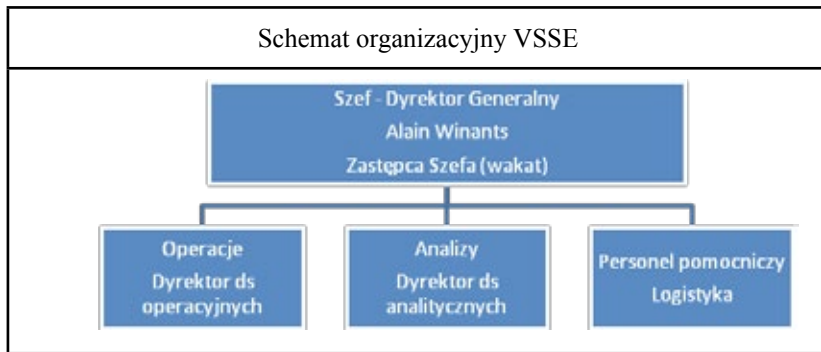 Schemat organizacyjny VSSE
Szef - Dyrektor Generalny
Alain Winants
Zastępca Szefa (wakat)
Operacje
Dyrektor ds
operacyjnych
Analizy
Dyrektor ds
analitycznych
Personel pomocniczy
Logistyka